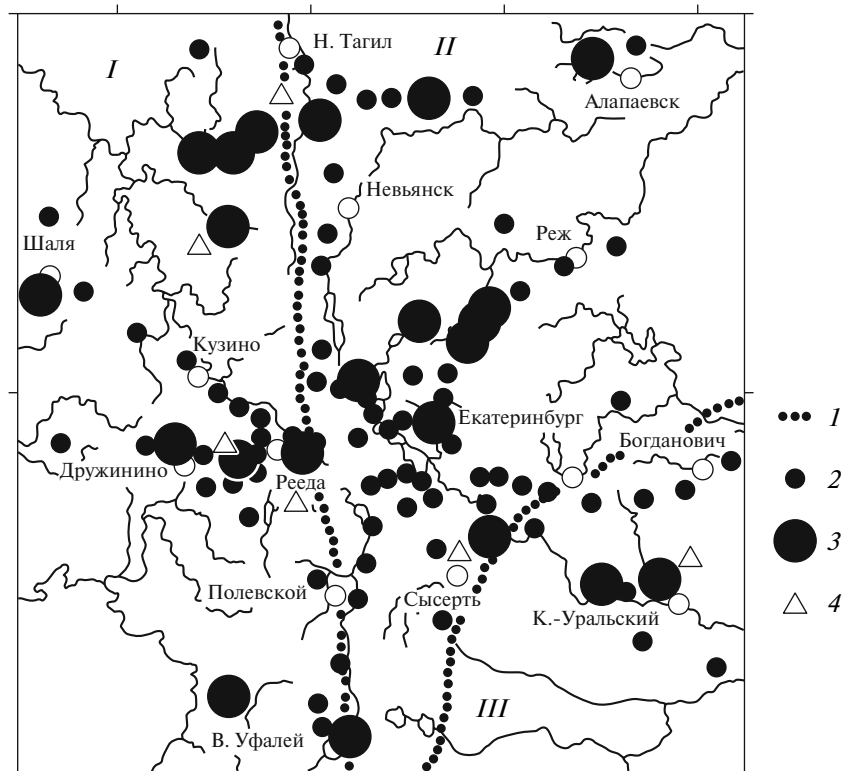 Н. Тагил
II
I
Алапаевск
Невьянск
Шаля
Реж
Кузино
Екатеринбург
1
Богданович
Дружинино
Рееда
2
3
Полевской
Сысерть
К.-Уральский
4
III
В. Уфалей